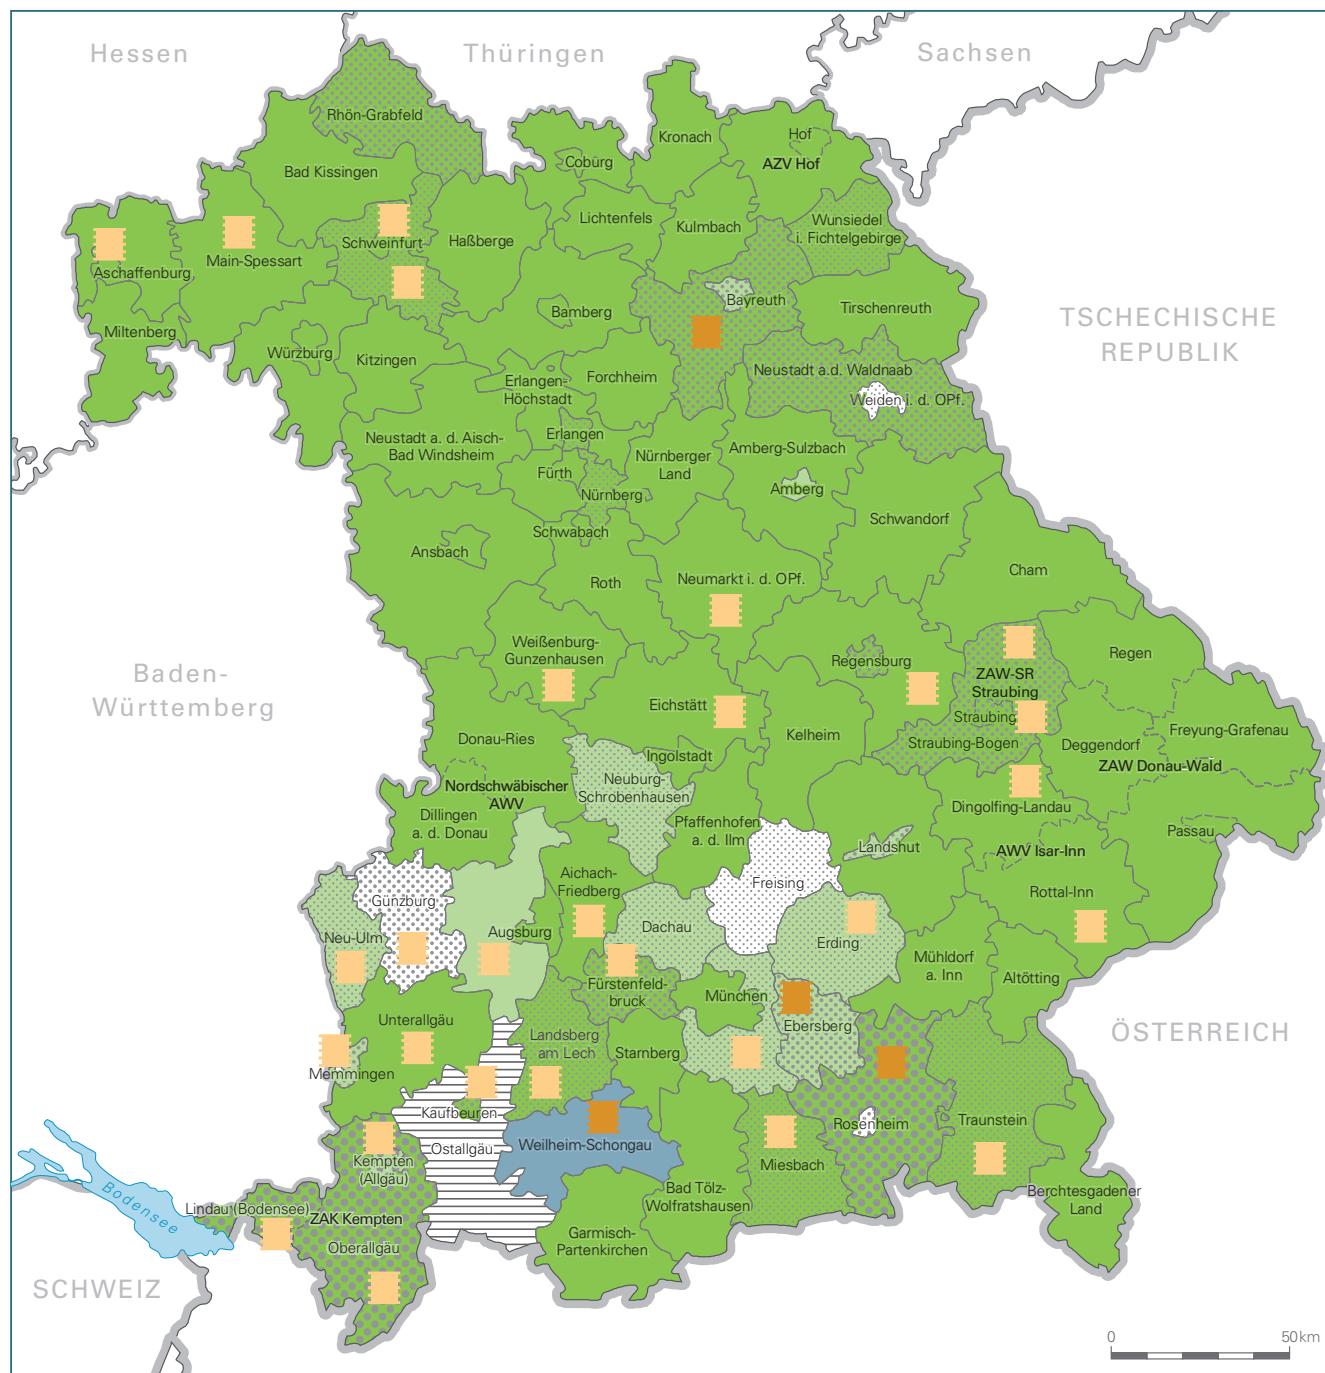 Hessen
Thüringen
Sachsen
Rhön-Grabfeld
Kronach
Hof
AZV Hof
Coburg
Bad Kissingen
Lichtenfels
Kulmbach
Wunsiedel
i. Fichtelgebirge
Schweinfurt
Haßberge
Main-Spessart
Aschaffenburg
Bayreuth
Tirschenreuth
Bamberg
TSCHECHISCHE
REPUBLIK
Miltenberg
Würzburg
Kitzingen
Forchheim
Erlangen-
Höchstadt
Neustadt a.d. Waldnaab
Weiden i. d. OPf.
Neustadt a. d. Aisch-
Bad Windsheim
Erlangen
Nürnberger
Land
Amberg-Sulzbach
Fürth
Nürnberg
Amberg
Schwandorf
Schwabach
Ansbach
Cham
Roth
Neumarkt i. d. OPf.
Weißenburg-
Gunzenhausen
Regensburg
Regen
ZAW-SR
Straubing
Baden-
Württemberg
Eichstätt
Straubing
Freyung-Grafenau
Kelheim
Donau-Ries
Straubing-Bogen
Deggendorf
Ingolstadt
ZAW Donau-Wald
Nordschwäbischer
AWV
Neuburg-
Schrobenhausen
Dingolfing-Landau
Dillingen
a. d. Donau
Pfaffenhofen
a. d. Ilm
Passau
Landshut
AWV Isar-Inn
Aichach-
Friedberg
Freising
Rottal-Inn
Günzburg
Augsburg
Dachau
Neu-Ulm
Erding
Mühldorf
a. Inn
Altötting
Fürstenfeld-
bruck
München
Unterallgäu
Ebersberg
ÖSTERREICH
Landsberg
am Lech
Starnberg
Memmingen
Kaufbeuren
Rosenheim
Traunstein
Ostallgäu
Weilheim-Schongau
Kempten
(Allgäu)
Miesbach
Bad Tölz-
Wolfratshausen
Berchtesgadener
Land
Bodensee
Lindau (Bodensee)
ZAK Kempten
Oberallgäu
Garmisch-
Partenkirchen
SCHWEIZ
0
50 km